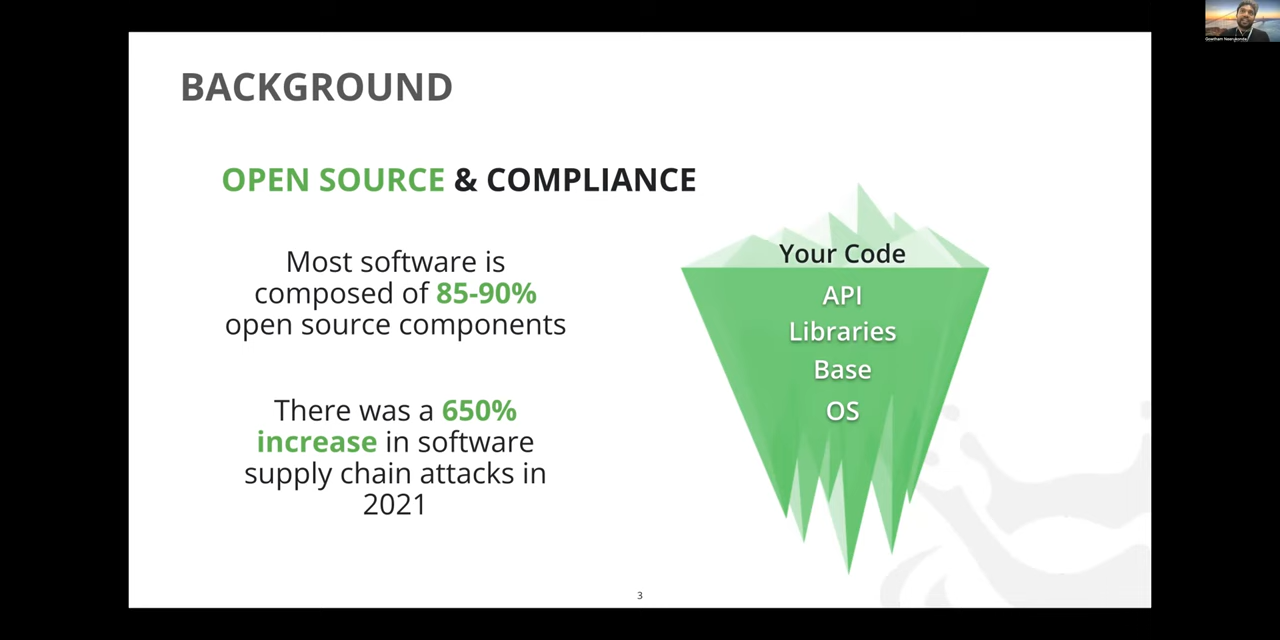 BACKGROUND
OPEN SOURCE & COMPLIANCE
Most software is
composed of 85-90%
open source components
There was a 650%
increase in software
supply chain attacks in
2021
Your Code
API
Libraries
Base
OS
3